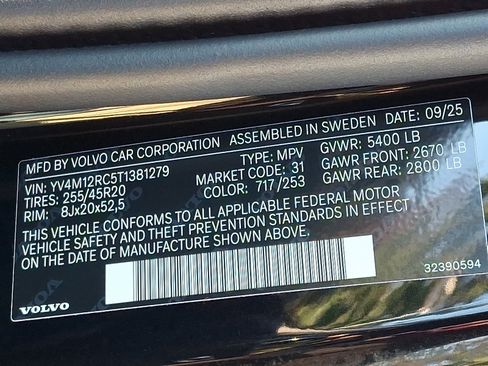 MFD BY VOLVO CAR CORPORATION ASSEMBLED IN SWEDEN DATE: 09/25
VIN: YV4M12RC5T1381279 TYPE: MPV GVWR: 5400 LB
TIRES: 255/45R20 MARKET CODE: 31 GAWR FRONT: 2670 LB
RIM: 8Jx20x52,5 COLOR: 717/253 GAWR REAR: 2800 LB
THIS VEHICLE CONFORMS TO ALL APPLICABLE FEDERAL MOTOR
VEHICLE SAFETY AND THEFT PREVENTION STANDARDS IN EFFECT
ON THE DATE OF MANUFACTURE SHOWN ABOVE.
VOLVO
32390594